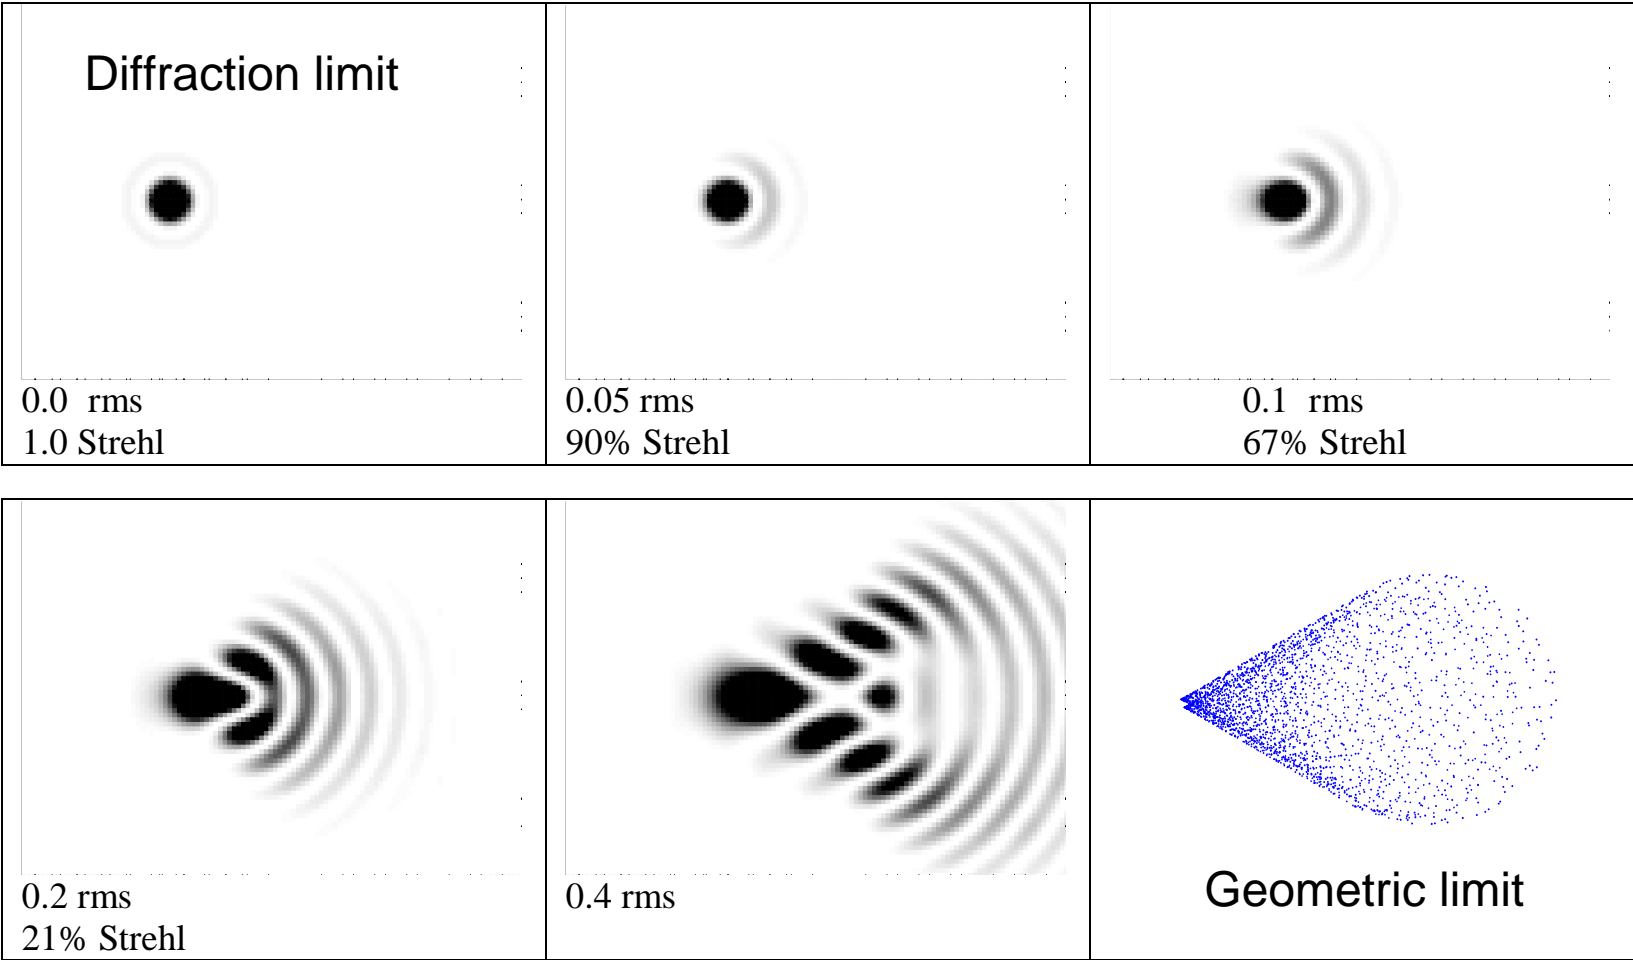 Diffraction limit
0.0 rms
1.0 Strehl
0.05 rms
90% Strehl
0.1 rms
67% Strehl
0.2 rms
21% Strehl
0.4 rms
Geometric limit